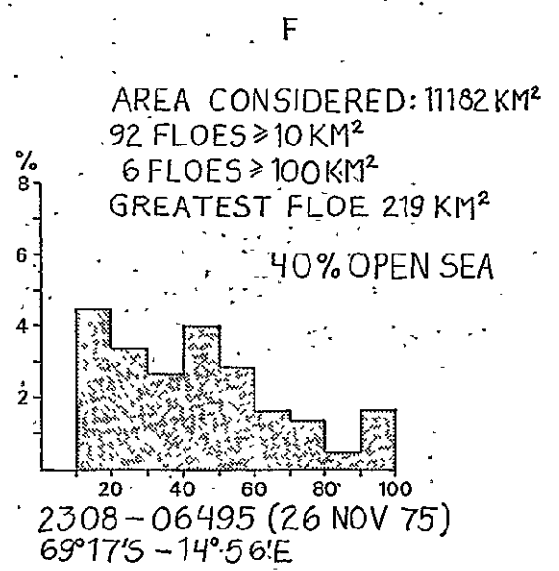 F
AREA CONSIDERED: 11182 KM²
92 FLOES ≥ 10 KM²
6 FLOES ≥ 100 KM²
GREATEST FLOE 219 KM²
40% OPEN SEA
%
8
6
4
2
20 40 60 80 100
2308-06495 (26 NOV 75)
69°17'S - 14°56'E